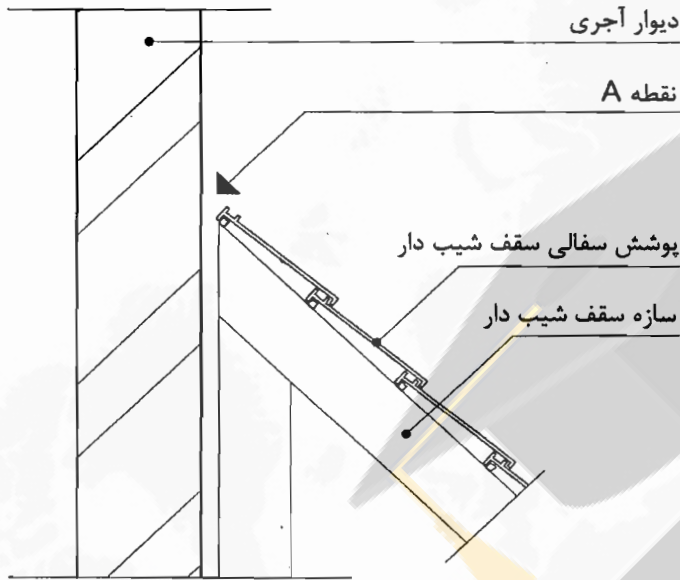 دیوار آجری
نقطه A
پوشش سفالی سقف شیب دار
سازه سقف شیب دار